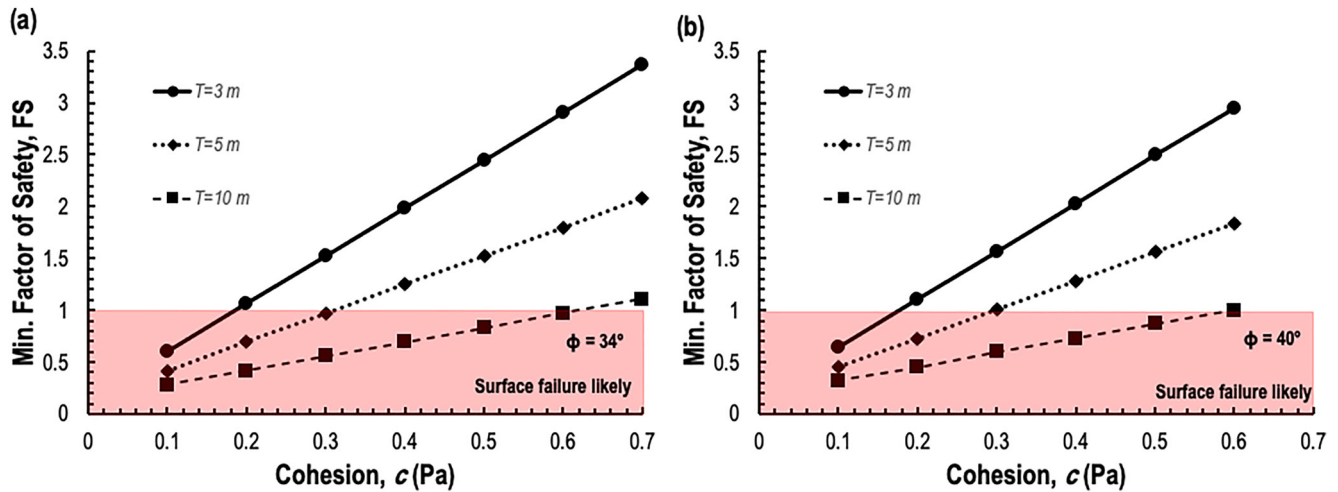 (a)
Min. Factor of Safety, FS
3.5
3
2.5
2
1.5
1
0.5
0
T=3 m
T=5 m
T=10 m
ϕ = 34º
Surface failure likely
0 0.1 0.2 0.3 0.4 0.5 0.6 0.7
Cohesion, c (Pa)
(b)
Min. Factor of Safety, FS
3.5
3
2.5
2
1.5
1
0.5
0
T=3 m
T=5 m
T=10 m
ϕ = 40º
Surface failure likely
0 0.1 0.2 0.3 0.4 0.5 0.6 0.7
Cohesion, c (Pa)